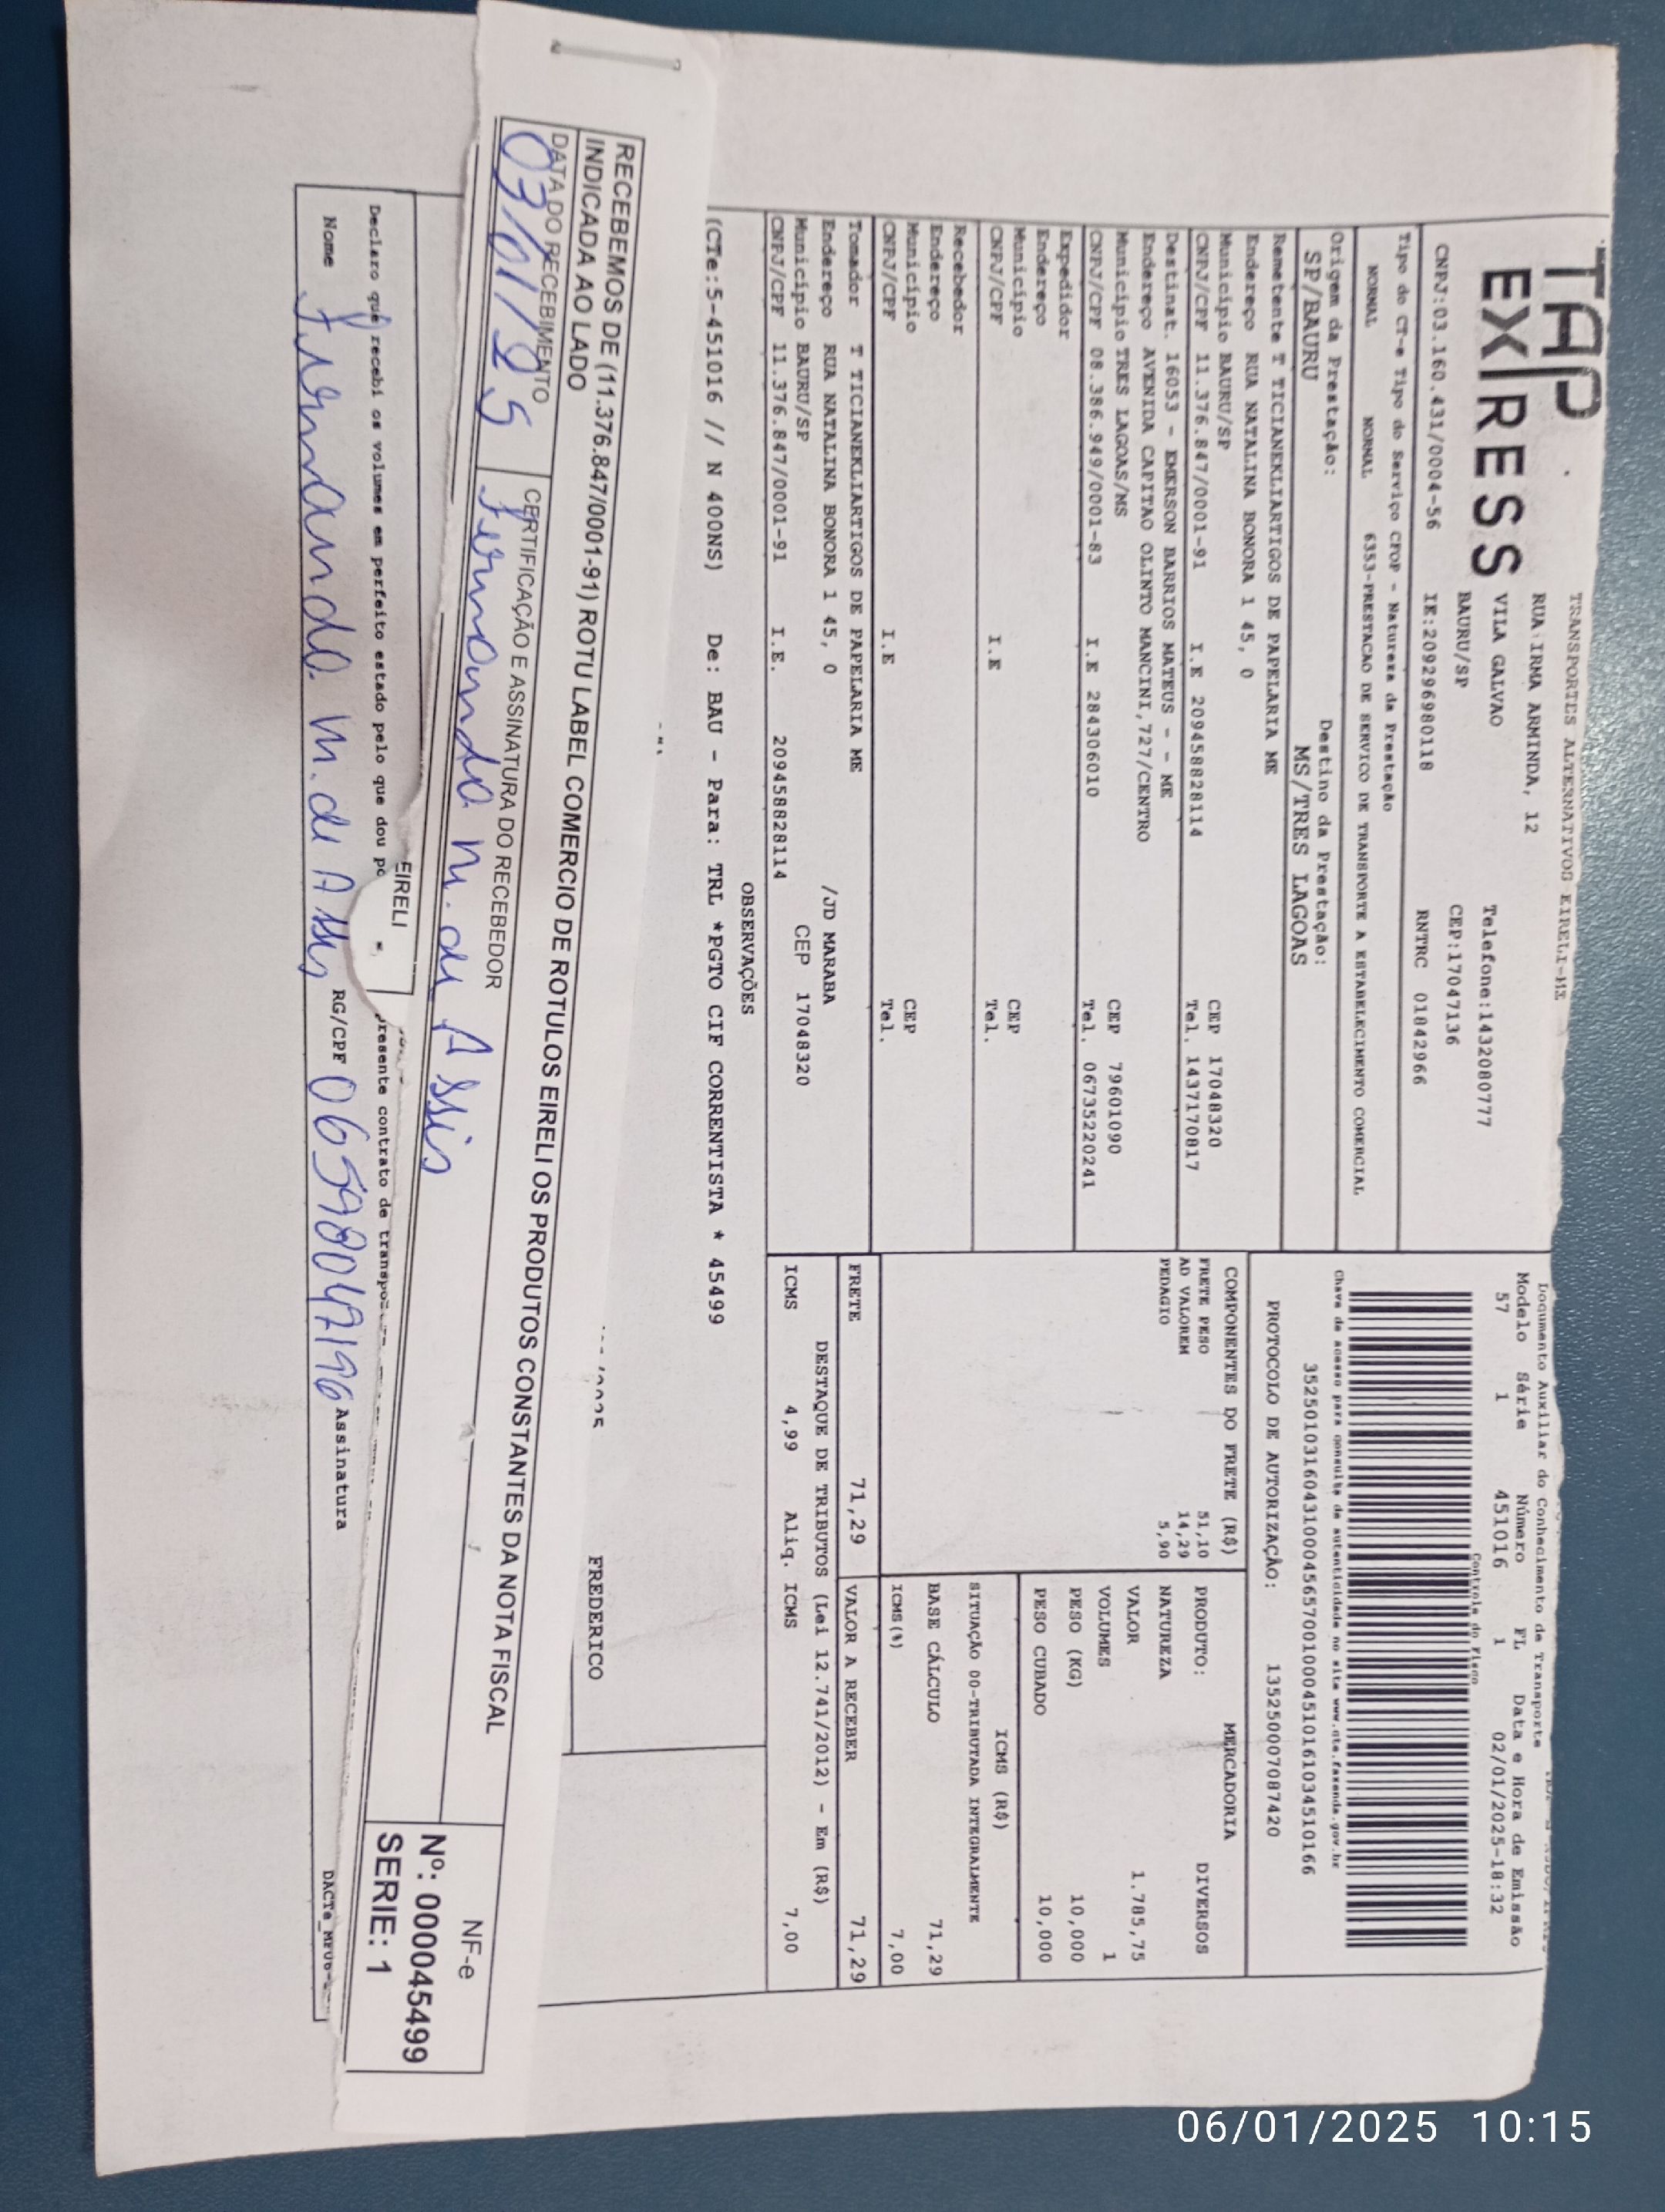 TAP
EXPRESS
TRANSPORTES ALTERNATIVOS EIRELI-ME
RUA IRMA ARMINDA, 12
VILA GALVAO
BAURU/SP
Telefone:1432080777
CEP:17047136
CNPJ:03.160.431/0004-56 IE:209296980118 RNTRC 01842966
Tipo do CT-e Tipo do Serviço CFOP - Natureza da Prestação
NORMAL NORMAL 6353-PRESTACAO DE SERVICO DE TRANSPORTE A ESTABELECIMENTO COMERCIAL
Origem da Prestação: Destino da Prestação:
SP/BAURU MS/TRES LAGOAS
Remetente T TICIANEKLIARTIGOS DE PAPELARIA ME
Endereço RUA NATALINA BONORA 1 45, 0
Município BAURU/SP CEP 17048320
CNPJ/CPF 11.376.847/0001-91 I.E 209458828114 Tel. 1437170817
Destinat. 16053 - EMERSON BARRIOS MATEUS - - ME
Endereço AVENIDA CAPITAO OLINTO MANCINI,727/CENTRO
Município TRES LAGOAS/MS CEP 79601090
CNPJ/CPF 08.386.949/0001-83 I.E 284306010 Tel. 06735220241
Expedidor
Endereço
Município CEP
CNPJ/CPF I.E Tel.
Recebedor
Endereço
Município CEP
CNPJ/CPF I.E Tel.
Tomador T TICIANEKLIARTIGOS DE PAPELARIA ME
Endereço RUA NATALINA BONORA 1 45, 0 /JD MARABA
Município BAURU/SP CEP 17048320
CNPJ/CPF 11.376.847/0001-91 I.E. 209458828114
Documento Auxiliar do Conhecimento de Transporte
Modelo Série Número FL Data e Hora de Emissão
57 1 451016 1 02/01/2025-18:32
Controle do Fisco
Chave de acesso para consulta de autenticidade no site www.cte.fazenda.gov.br
35250103160431000456570010004510161034510166
PROTOCOLO DE AUTORIZAÇÃO: 135250007087420
COMPONENTES DO FRETE (R$)
FRETE PESO 51,10
AD VALOREM 14,29
PEDAGIO 5,90
MERCADORIA
PRODUTO: DIVERSOS
NATUREZA
VALOR 1.785,75
VOLUMES 1
PESO (KG) 10,000
PESO CUBADO 10,000
ICMS (R$)
SITUAÇÃO 00-TRIBUTADA INTEGRALMENTE
BASE CÁLCULO 71,29
ICMS(%) 7,00
FRETE 71,29 VALOR A RECEBER 71,29
DESTAQUE DE TRIBUTOS (Lei 12.741/2012) - Em (R$)
ICMS 4,99 Aliq. ICMS 7,00
OBSERVAÇÕES
(CTe:5-451016 // N 400NS) De: BAU - Para: TRL *PGTO CIF CORRENTISTA * 45499
FREDERICO
RECEBEMOS DE (11.376.847/0001-91) ROTU LABEL COMERCIO DE ROTULOS EIRELI OS PRODUTOS CONSTANTES DA NOTA FISCAL
INDICADA AO LADO
DATA DO RECEBIMENTO CERTIFICAÇÃO E ASSINATURA DO RECEBEDOR
03/01/25 Fernando M. de Assis
NF-e
Nº: 000045499
SERIE: 1
EIRELI
Declaro que recebi os volumes em perfeito estado pelo que dou presente contrato de
Nome Fernando M. de Assis RG/CPF Assinatura
06/01/2025 10:15